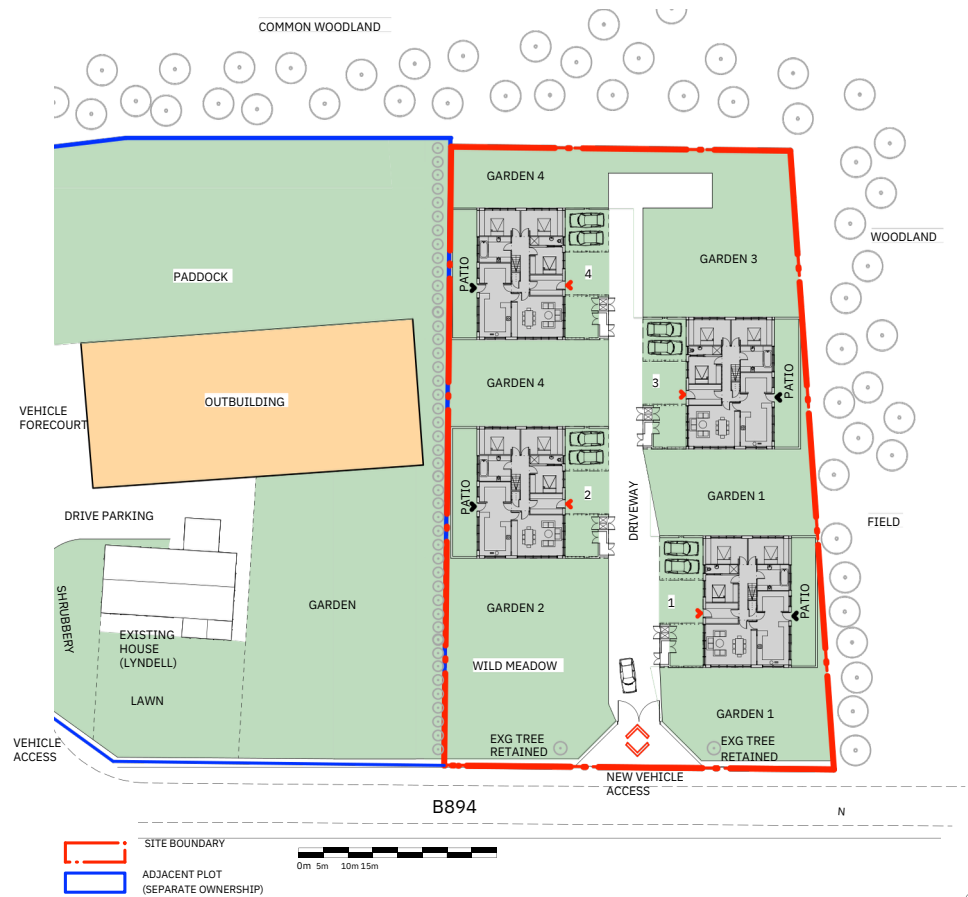 COMMON WOODLAND
GARDEN 4
WOODLAND
PATIO
4
GARDEN 3
PADDOCK
3
PATIO
GARDEN 4
OUTBUILDING
VEHICLE
FORECOURT
PATIO
2
DRIVEWAY
GARDEN 1
DRIVE PARKING
FIELD
SHRUBBERY
GARDEN
GARDEN 2
1
PATIO
EXISTING
HOUSE
(LYNDELL)
WILD MEADOW
LAWN
GARDEN 1
VEHICLE
ACCESS
EXG TREE
RETAINED
EXG TREE
RETAINED
NEW VEHICLE
ACCESS
B894
N
SITE BOUNDARY
0m 5m 10m 15m
ADJACENT PLOT
(SEPARATE OWNERSHIP)